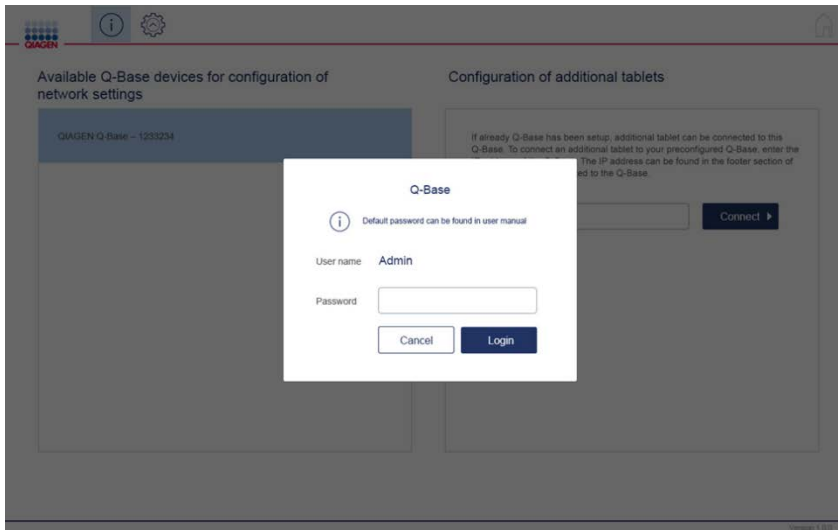 QIAGEN
Available Q-Base devices for configuration of
network settings
QIAGEN Q-Base – 1233234
Configuration of additional tablets
If already Q-Base has been setup, additional tablet can be connected to this
Q-Base. To connect an additional tablet to your preconfigured Q-Base, enter the
The IP address can be found in the footer section of
to the Q-Base.
Connect
Q-Base
Default password can be found in user manual
User name
Admin
Password
Cancel
Login